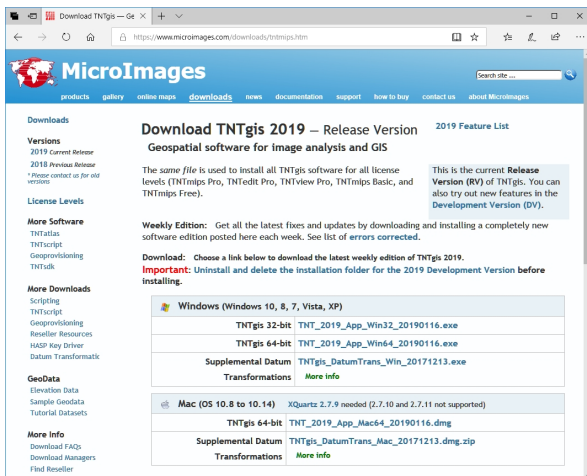 Download TNTgis — Ge
https://www.microimages.com/downloads/tntmips.htm
MicroImages
Search site ...
products gallery online maps downloads news documentation support how to buy contact us about MicroImages
Downloads
Versions
2019 Current Release
2018 Previous Release
* Please contact us for old versions
License Levels
More Software
TNTatlas
TNTscript
Geoprovisioning
TNTsdk
More Downloads
Scripting
TNTscript
Geoprovisioning
Reseller Resources
HASP Key Driver
Datum Transformatic
GeoData
Elevation Data
Sample Geodata
Tutorial Datasets
More Info
Download FAQs
Download Managers
Find Reseller
Download TNTgis 2019 — Release Version
2019 Feature List
Geospatial software for image analysis and GIS
The same file is used to install all TNTgis software for all license
levels (TNTmips Pro, TNTedit Pro, TNTview Pro, TNTmips Basic, and
TNTmips Free).
This is the current Release
Version (RV) of TNTgis. You can
also try out new features in the
Development Version (DV).
Weekly Edition: Get all the latest fixes and updates by downloading and installing a completely new
software edition posted here each week. See list of errors corrected.
Download: Choose a link below to download the latest weekly edition of TNTgis 2019.
Important: Uninstall and delete the installation folder for the 2019 Development Version before
installing.
Windows (Windows 10, 8, 7, Vista, XP)
TNTgis 32-bit TNT_2019_App_Win32_20190116.exe
TNTgis 64-bit TNT_2019_App_Win64_20190116.exe
Supplemental Datum TNTgis_DatumTrans_Win_20171213.exe
Transformations More info
Mac (OS 10.8 to 10.14) XQuartz 2.7.9 needed (2.7.10 and 2.7.11 not supported)
TNTgis 64-bit TNT_2019_App_Mac64_20190116.dmg
Supplemental Datum TNTgis_DatumTrans_Mac_20171213.dmg.zip
Transformations More info